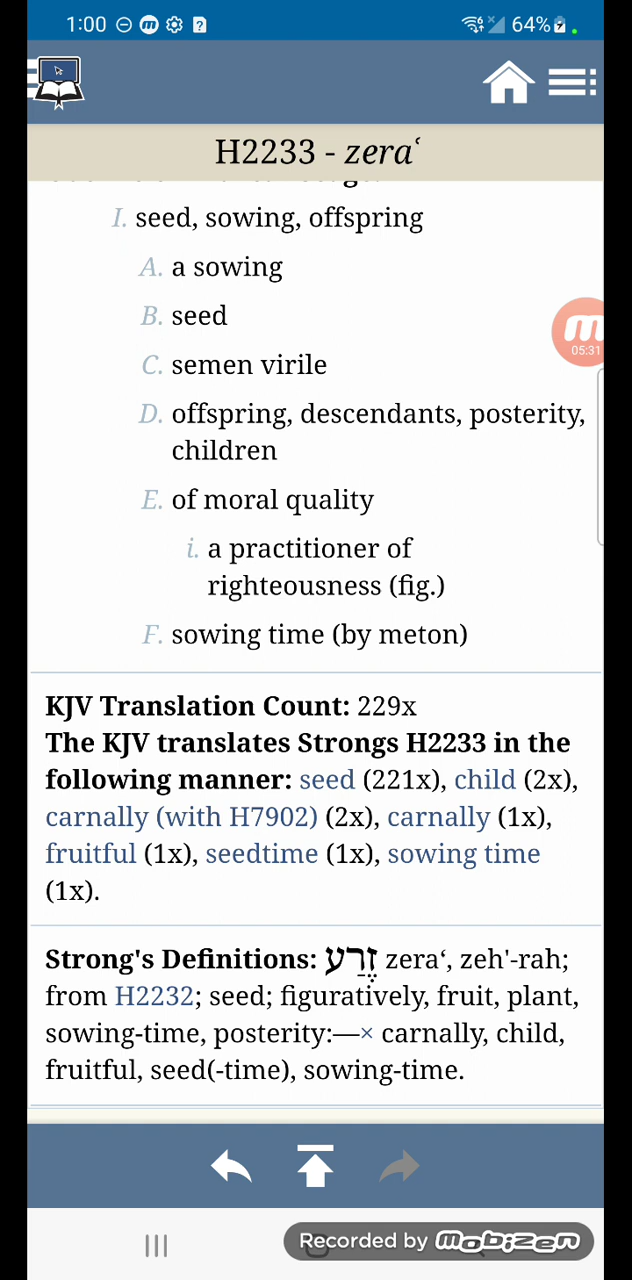 1:00
64%
H2233 - zeraʿ
I. seed, sowing, offspring
A. a sowing
B. seed
C. semen virile
D. offspring, descendants, posterity,
children
E. of moral quality
i. a practitioner of
righteousness (fig.)
F. sowing time (by meton)
05:31
KJV Translation Count: 229x
The KJV translates Strongs H2233 in the
following manner: seed (221x), child (2x),
carnally (with H7902) (2x), carnally (1x),
fruitful (1x), seedtime (1x), sowing time
(1x).
Strong's Definitions: זֶרַע zeraʻ, zeh'-rah;
from H2232; seed; figuratively, fruit, plant,
sowing-time, posterity:—× carnally, child,
fruitful, seed(-time), sowing-time.
Recorded by mobizen